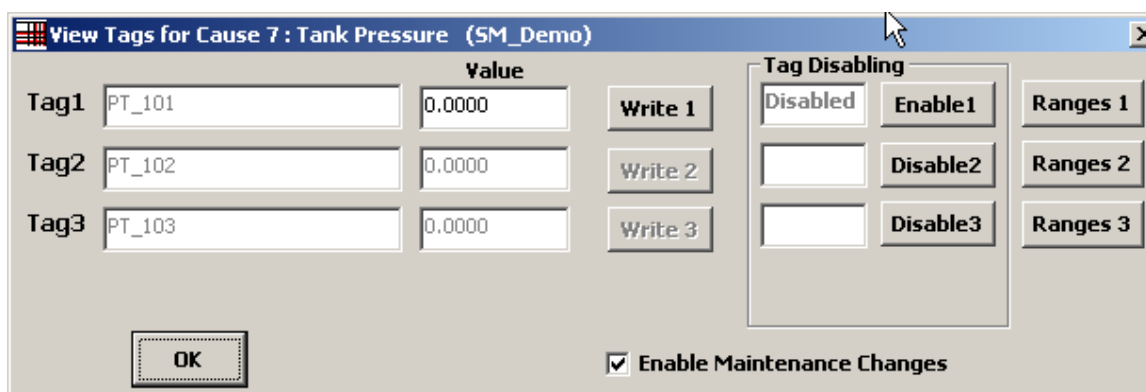 View Tags for Cause 7 : Tank Pressure (SM_Demo)
Value Tag Disabling
Tag1 PT_101 0.0000 Write 1 Disabled Enable1 Ranges 1
Tag2 PT_102 0.0000 Write 2 Disable2 Ranges 2
Tag3 PT_103 0.0000 Write 3 Disable3 Ranges 3
OK Enable Maintenance Changes